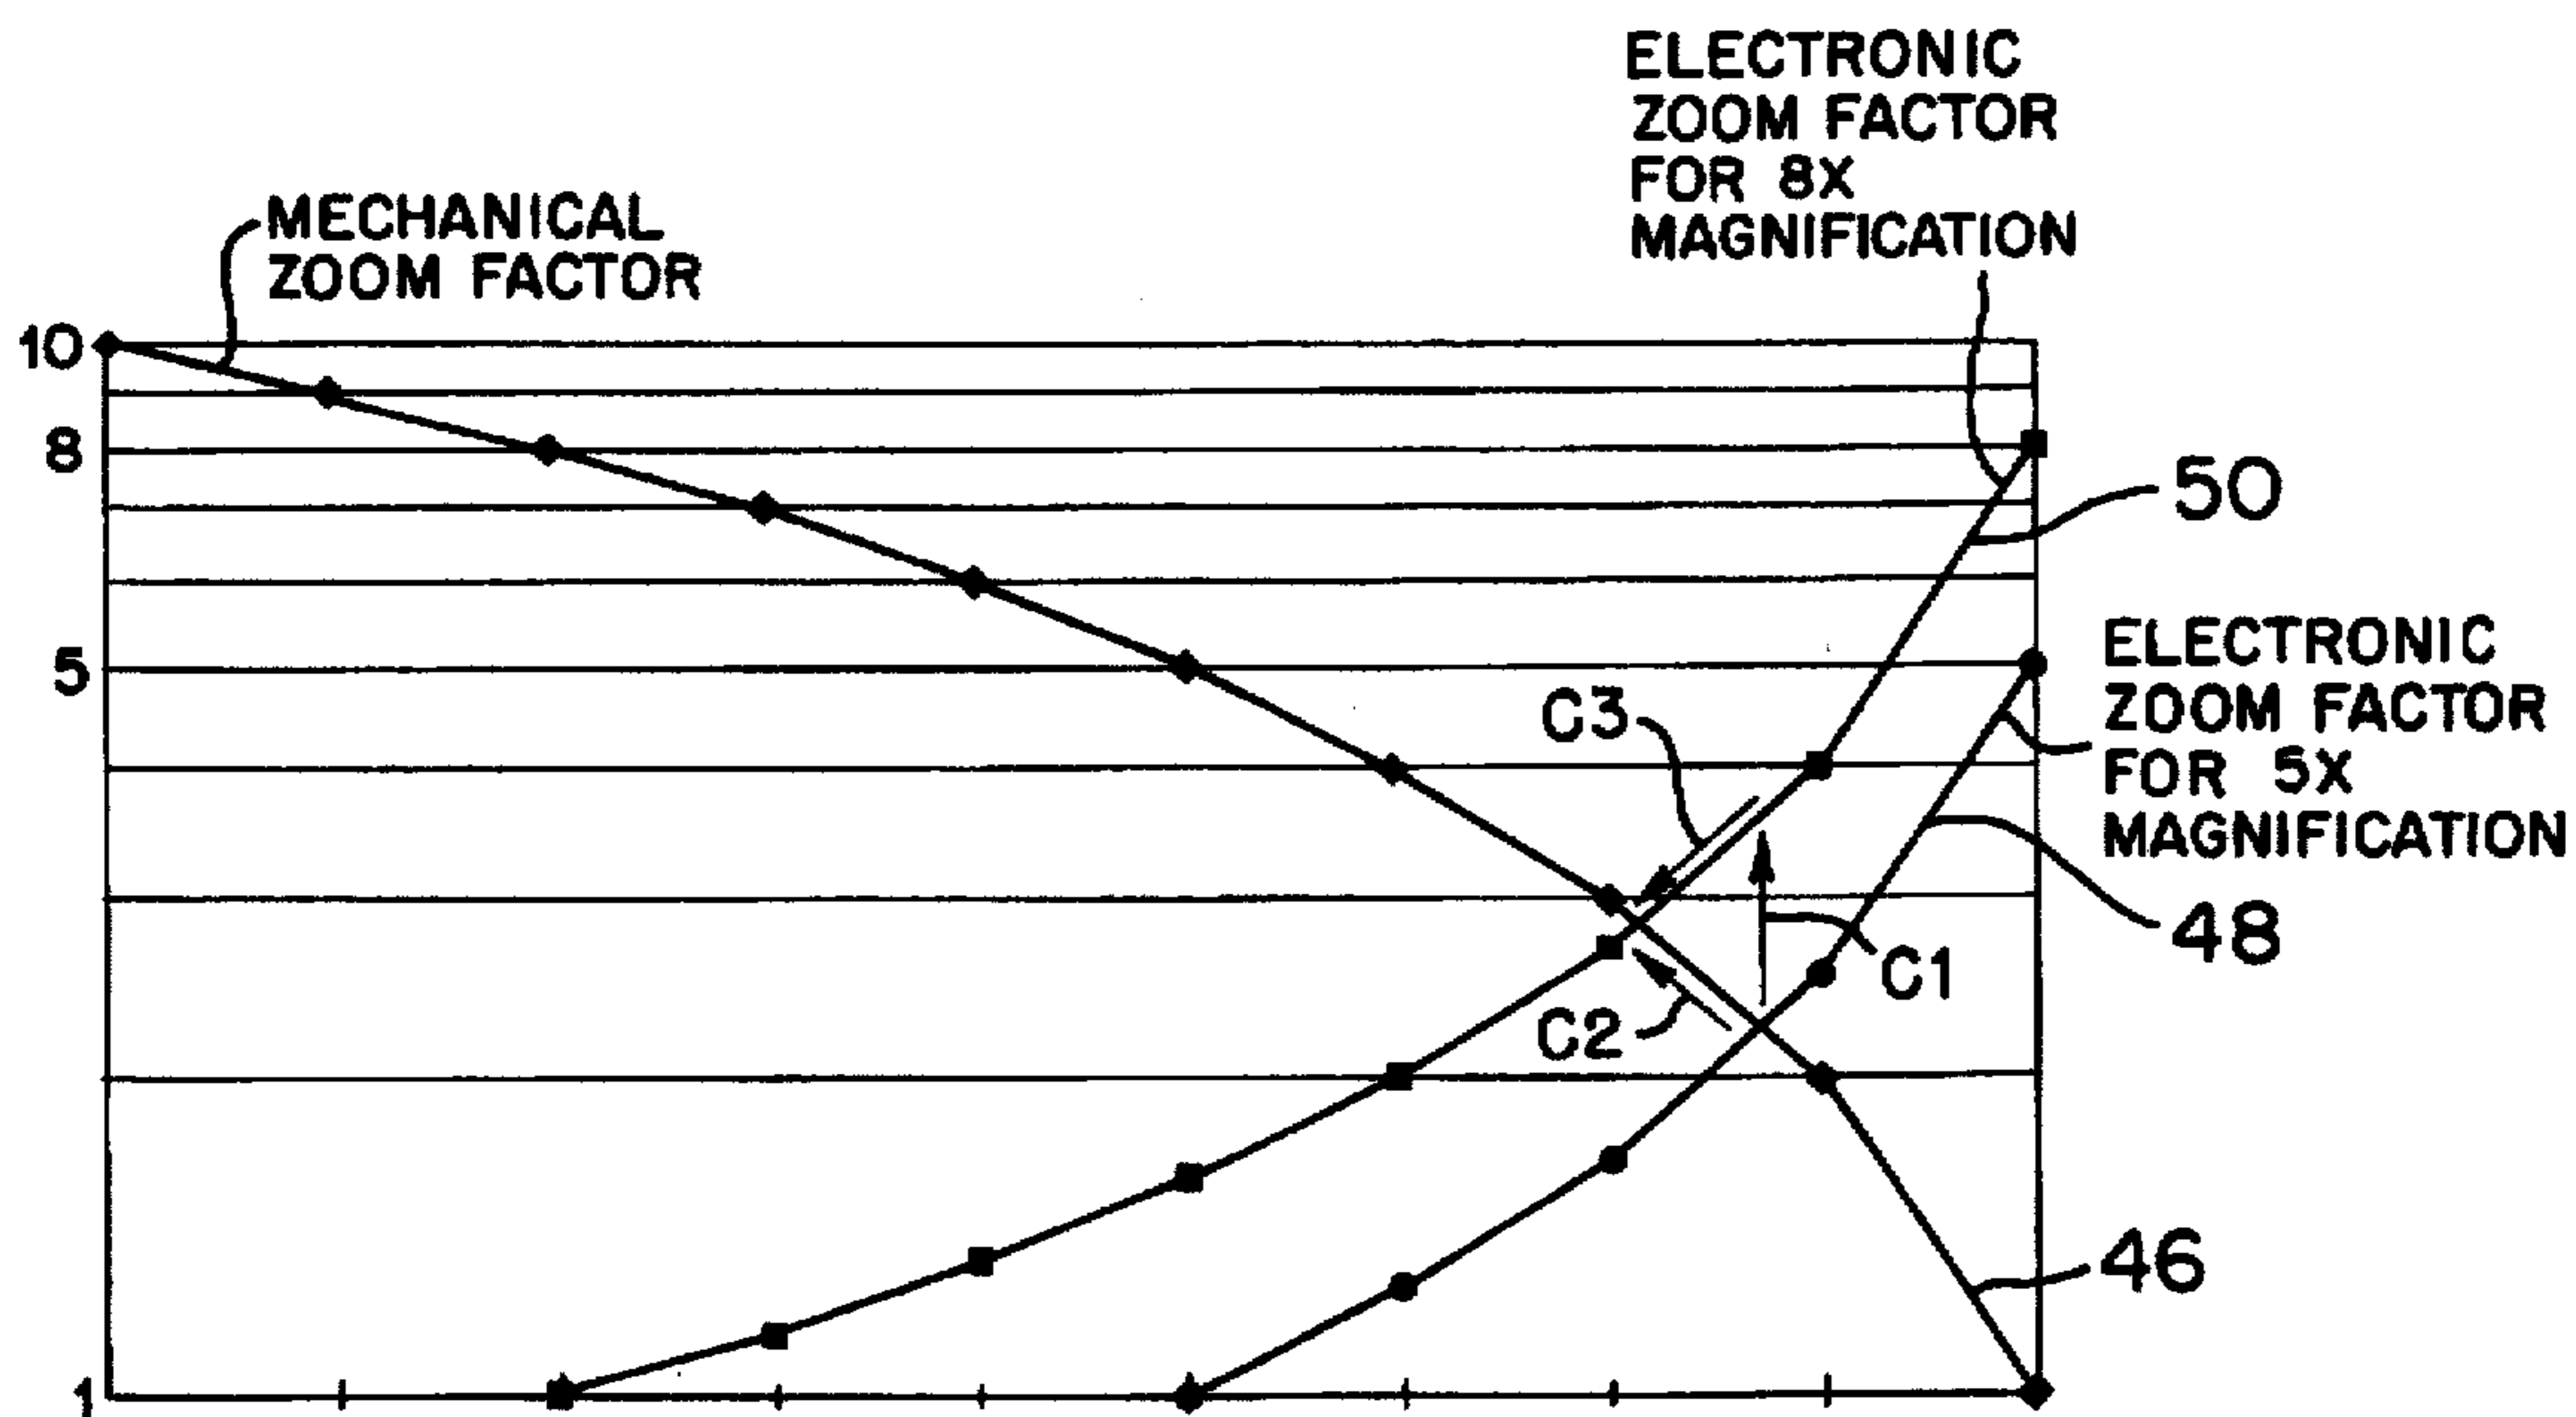 ELECTRONIC
ZOOM FACTOR
FOR 8X
MAGNIFICATION
MECHANICAL
ZOOM FACTOR
10
8
50
5
ELECTRONIC
ZOOM FACTOR
FOR 5X
MAGNIFICATION
C3
48
C1
C2
46
1